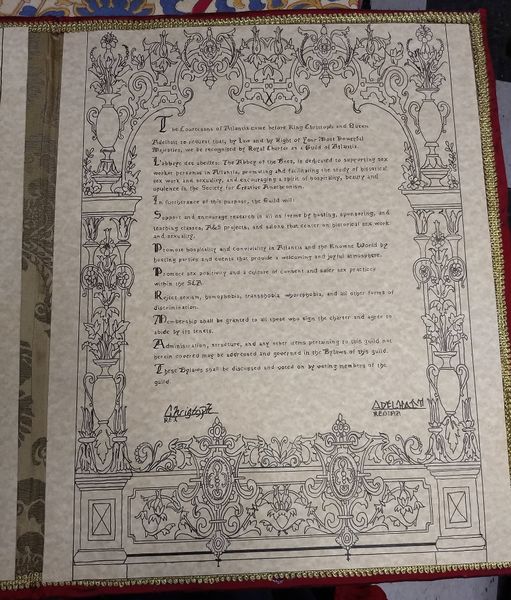 The Courtesans of Atlantia came before King Christoph and Queen
Adelhait to request that, by Law and by Right of Your Most Powerful
Majesties, we be recognized by Royal Charter as a Guild of Atlantia.
L'abbaye des abeilles: The Abbey of the Bees, is dedicated to supporting sex
worker personas in Atlantia, promoting and facilitating the study of historical
sex work and sexuality, and encouraging a spirit of hospitality, beauty and
opulence in the Society for Creative Anachronism.
In furtherance of this purpose, the Guild will:
Support and encourage research in all its forms by hosting, sponsoring, and
teaching classes, A&S projects, and salons that center on historical sex work
and sexuality.
Promote hospitality and conviviality in Atlantia and the Knowne World by
hosting parties and events that provide a welcoming and joyful atmosphere.
Promote sex positivity and a culture of consent and safer sex practices
within the SCA.
Reject sexism, homophobia, transphobia, whorephobia, and all other forms of
discrimination.
Membership shall be granted to all those who sign the charter and agree to
abide by its tenets.
Administration, structure, and any other items pertaining to this guild not
herein covered may be addressed and governed in the Bylaws of this guild.
These Bylaws shall be discussed and voted on by voting members of the
guild.
Christoph
REX
REGINA